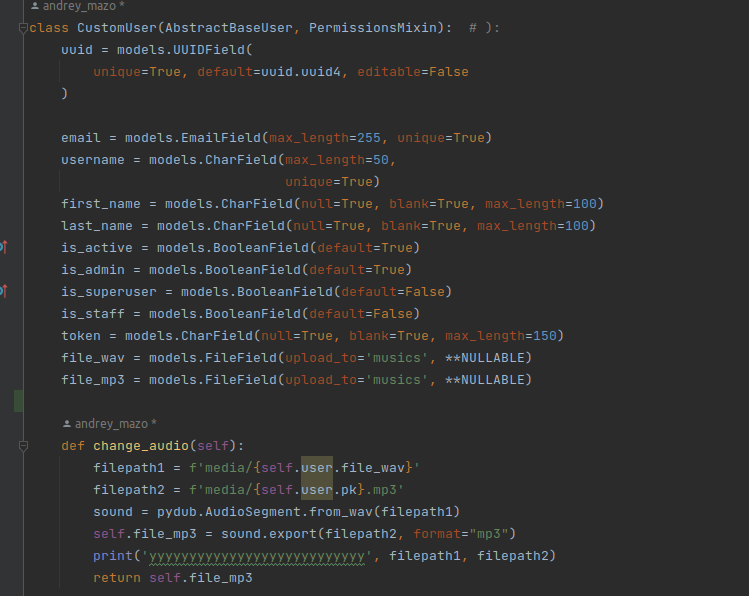 andrey_mazo *
class CustomUser(AbstractBaseUser, PermissionsMixin):  # ):
    uuid = models.UUIDField(
        unique=True, default=uuid.uuid4, editable=False
    )

    email = models.EmailField(max_length=255, unique=True)
    username = models.CharField(max_length=50,
                                unique=True)
    first_name = models.CharField(null=True, blank=True, max_length=100)
    last_name = models.CharField(null=True, blank=True, max_length=100)
    is_active = models.BooleanField(default=True)
    is_admin = models.BooleanField(default=True)
    is_superuser = models.BooleanField(default=False)
    is_staff = models.BooleanField(default=False)
    token = models.CharField(null=True, blank=True, max_length=150)
    file_wav = models.FileField(upload_to='musics', **NULLABLE)
    file_mp3 = models.FileField(upload_to='musics', **NULLABLE)

    andrey_mazo *
    def change_audio(self):
        filepath1 = f'media/{self.user.file_wav}'
        filepath2 = f'media/{self.user.pk}.mp3'
        sound = pydub.AudioSegment.from_wav(filepath1)
        self.file_mp3 = sound.export(filepath2, format="mp3")
        print('yyyyyyyyyyyyyyyyyyyyyyyyyyy', filepath1, filepath2)
        return self.file_mp3